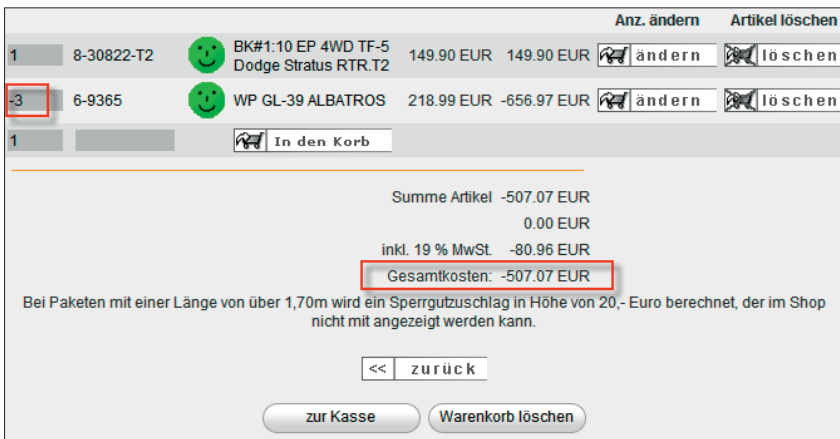 Anz. ändern Artikel löschen
1 8-30822-T2 BK#1:10 EP 4WD TF-5 149.90 EUR 149.90 EUR ändern löschen
Dodge Stratus RTR.T2
-3 6-9365 WP GL-39 ALBATROS 218.99 EUR -656.97 EUR ändern löschen
1 In den Korb
Summe Artikel -507.07 EUR
0.00 EUR
inkl. 19 % MwSt. -80.96 EUR
Gesamtkosten: -507.07 EUR
Bei Paketen mit einer Länge von über 1,70m wird ein Sperrgutzuschlag in Höhe von 20,- Euro berechnet, der im Shop
nicht mit angezeigt werden kann.
<< zurück
zur Kasse Warenkorb löschen